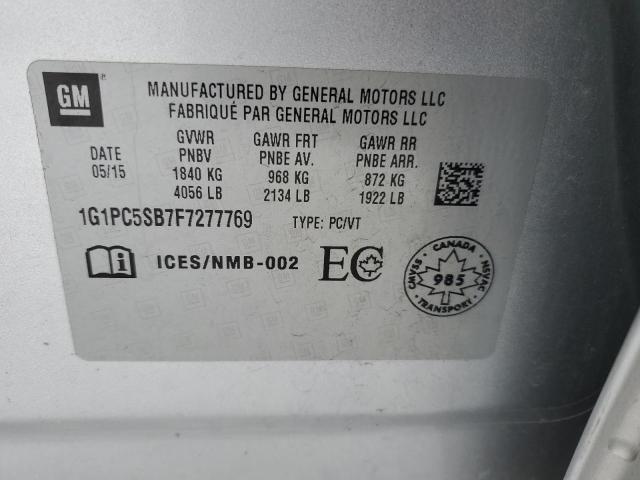 GM
MANUFACTURED BY GENERAL MOTORS LLC
FABRIQUÉ PAR GENERAL MOTORS LLC
DATE
05/15
GVWR
PNBV
1840 KG
4056 LB
GAWR FRT
PNBE AV.
968 KG
2134 LB
GAWR RR
PNBE ARR.
872 KG
1922 LB
1G1PC5SB7F7277769 TYPE: PC/VT
ICES/NMB-002 EC
CANADA
CMVSS
985
NSVAC
TRANSPORT